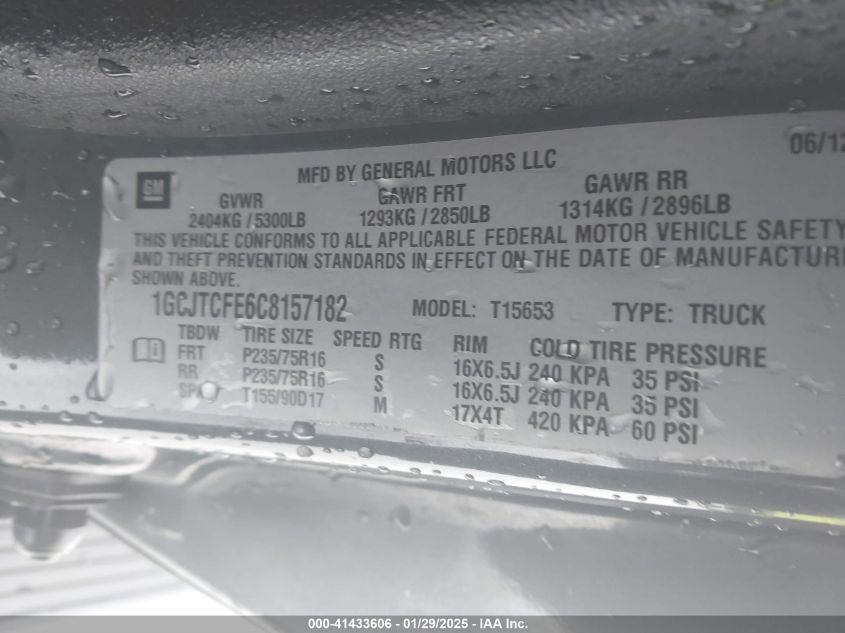 06/12
MFD BY GENERAL MOTORS LLC
GM
GVWR GAWR FRT GAWR RR
2404KG / 5300LB 1293KG / 2850LB 1314KG / 2896LB
THIS VEHICLE CONFORMS TO ALL APPLICABLE FEDERAL MOTOR VEHICLE SAFETY
AND THEFT PREVENTION STANDARDS IN EFFECT ON THE DATE OF MANUFACTUR
SHOWN ABOVE.
1GCJTCFE6C8157182 MODEL: T15653 TYPE: TRUCK
TBDW TIRE SIZE SPEED RTG RIM COLD TIRE PRESSURE
FRT P235/75R16 S 16X6.5J 240 KPA 35 PSI
RR P235/75R16 S 16X6.5J 240 KPA 35 PSI
T155/90D17 M 17X4T 420 KPA 60 PSI
000-41433606 - 01/29/2025 - IAA Inc.